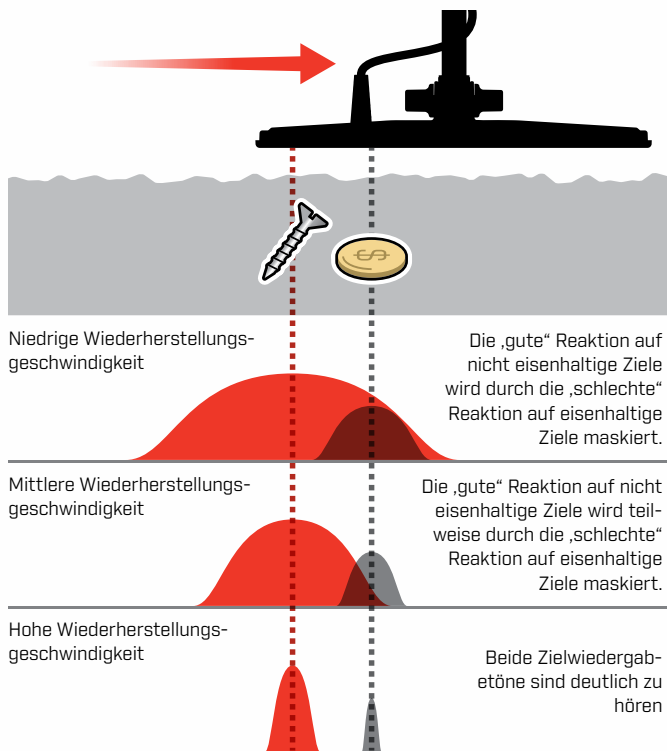 Niedrige Wiederherstellungs-
geschwindigkeit
Die ‚gute“ Reaktion auf
nicht eisenhaltige Ziele
wird durch die ‚schlechte“
Reaktion auf eisenhaltige
Ziele maskiert.
Mittlere Wiederherstellungs-
geschwindigkeit
Die ‚gute“ Reaktion auf nicht
eisenhaltige Ziele wird teil-
weise durch die ‚schlechte“
Reaktion auf eisenhaltige
Ziele maskiert.
Hohe Wiederherstellungs-
geschwindigkeit
Beide Zielwiedergab-
etöne sind deutlich zu
hören